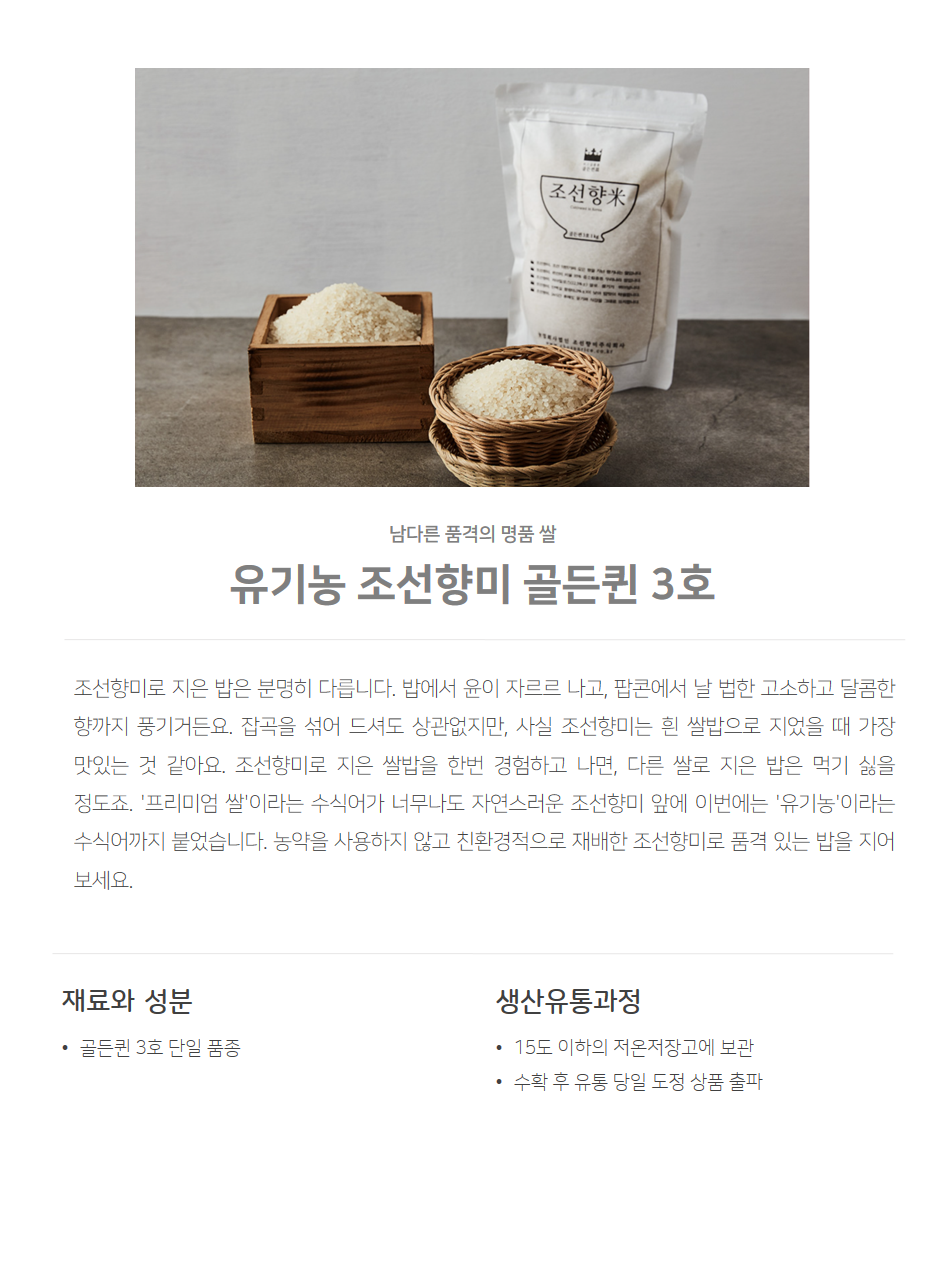 조선향米
남다른 품격의 명품 쌀
유기농 조선향미 골든퀸 3호
조선향미로 지은 밥은 분명히 다릅니다. 밥에서 윤이 자르르 나고, 팝콘에서 날 법한 고소하고 달콤한
향까지 풍기거든요. 잡곡을 섞어 드셔도 상관없지만, 사실 조선향미는 흰 쌀밥으로 지었을 때 가장
맛있는 것 같아요. 조선향미로 지은 쌀밥을 한번 경험하고 나면, 다른 쌀로 지은 밥은 먹기 싫을
정도죠. '프리미엄 쌀'이라는 수식어가 너무나도 자연스러운 조선향미 앞에 이번에는 '유기농'이라는
수식어까지 붙었습니다. 농약을 사용하지 않고 친환경적으로 재배한 조선향미로 품격 있는 밥을 지어
보세요.
재료와 성분
• 골든퀸 3호 단일 품종
생산유통과정
• 15도 이하의 저온저장고에 보관
• 수확 후 유통 당일 도정 상품 출파